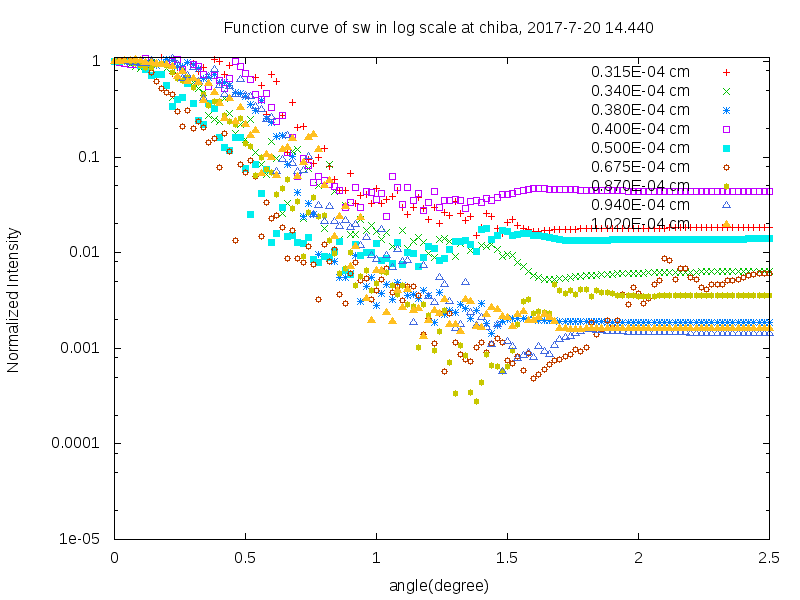 Function curve of sw in log scale at chiba, 2017-7-20 14.440
1
0.1
0.01
0.001
0.0001
1e-05
Normalized Intensity
0.315E-04 cm
0.340E-04 cm
0.380E-04 cm
0.400E-04 cm
0.500E-04 cm
0.675E-04 cm
0.870E-04 cm
0.940E-04 cm
1.020E-04 cm
0 0.5 1 1.5 2 2.5
angle(degree)